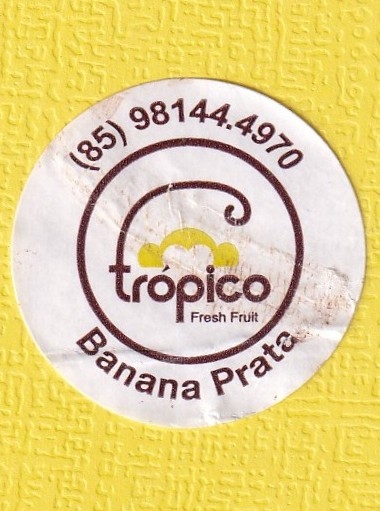 (85) 98144.4970
trópico
Fresh Fruit
Banana Prata